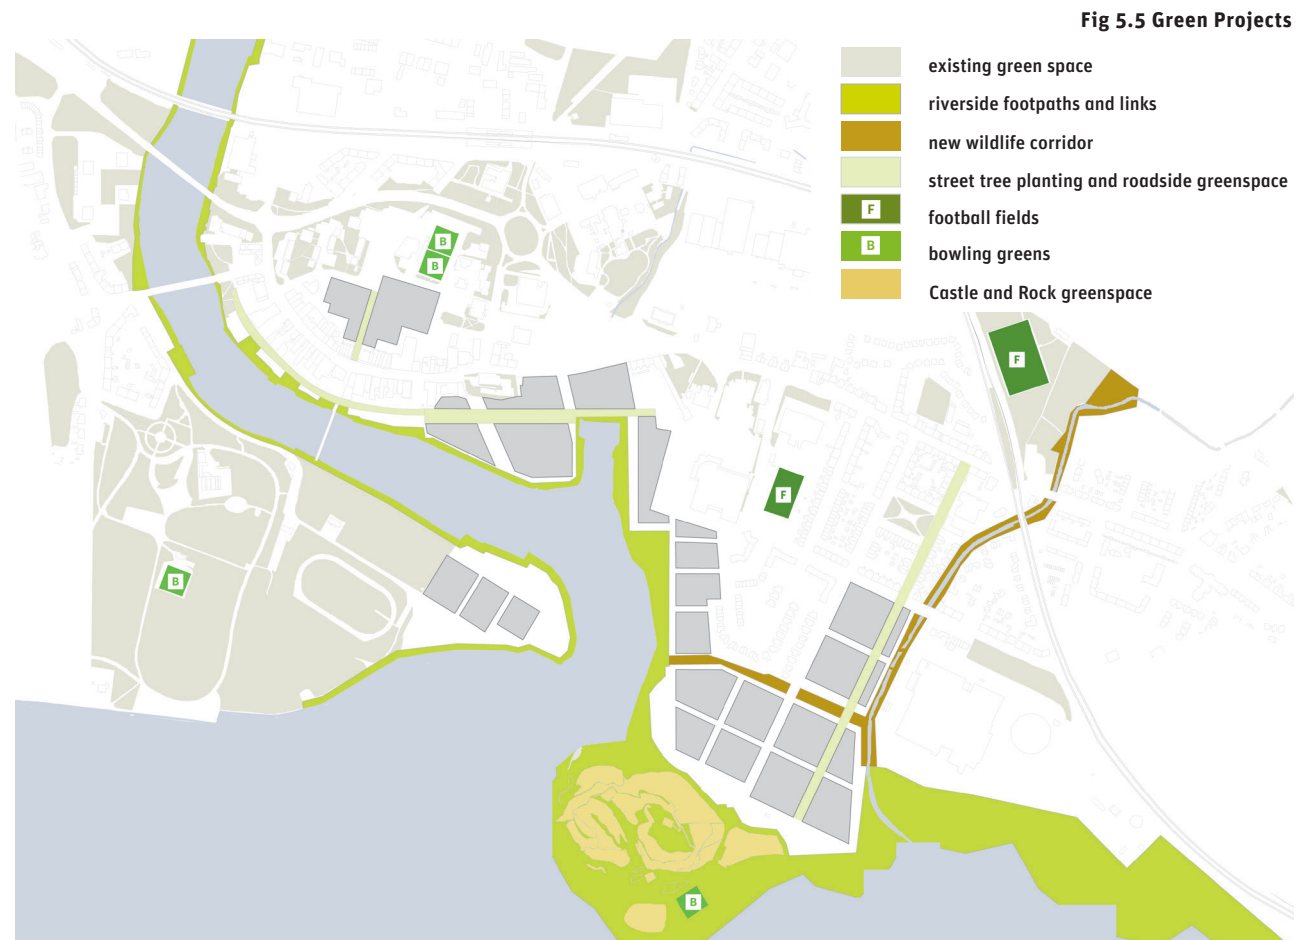 Fig 5.5 Green Projects
existing green space
riverside footpaths and links
new wildlife corridor
street tree planting and roadside greenspace
F football fields
B bowling greens
Castle and Rock greenspace
B
B
F
F
B
B